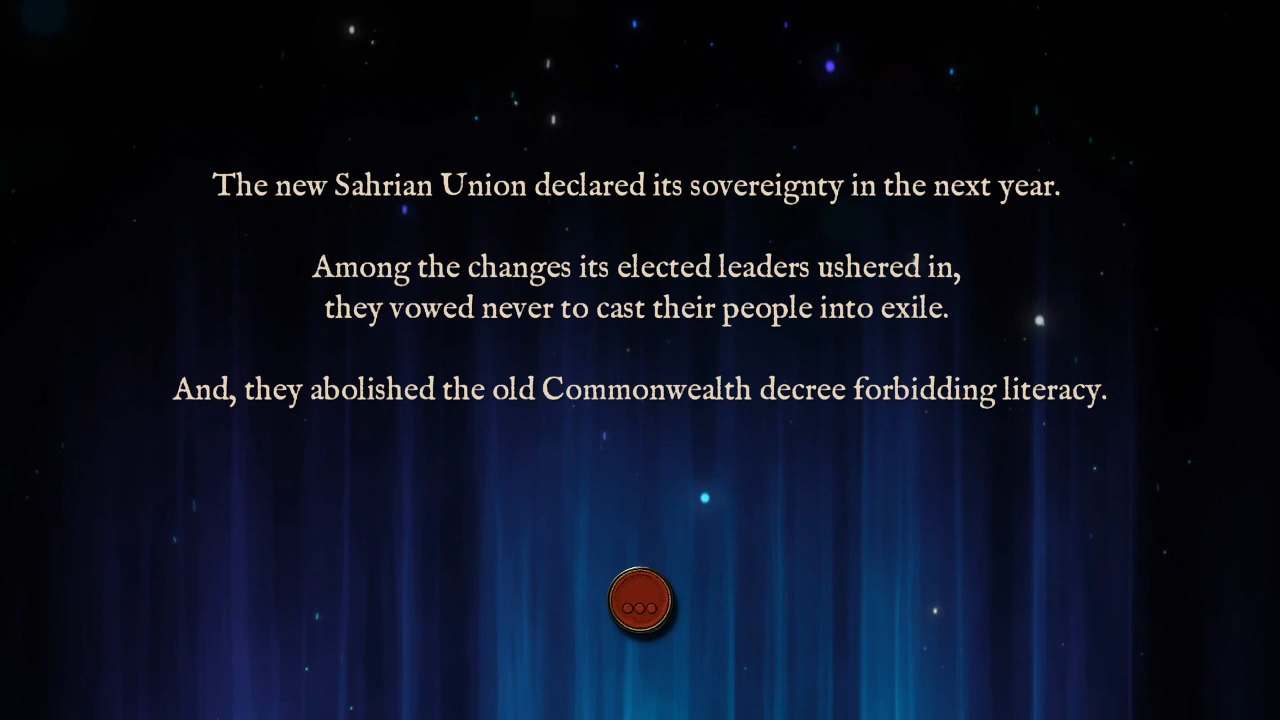 The new Sahrian Union declared its sovereignty in the next year.
Among the changes its elected leaders ushered in,
they vowed never to cast their people into exile.
And, they abolished the old Commonwealth decree forbidding literacy.